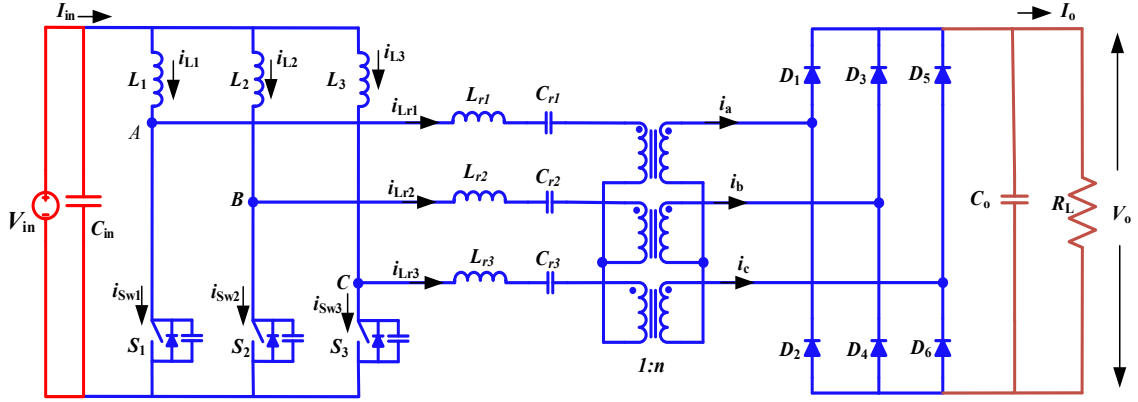 I_in I_o
L_1 i_L1 L_2 i_L2 L_3 i_L3
D_1 D_3 D_5
A i_Lr1 L_r1 C_r1 i_a
B i_Lr2 L_r2 C_r2 i_b
V_in C_in C_o R_L V_o
C i_Lr3 L_r3 C_r3 i_c
i_Sw1 i_Sw2 i_Sw3
S_1 S_2 S_3 D_2 D_4 D_6
1:n